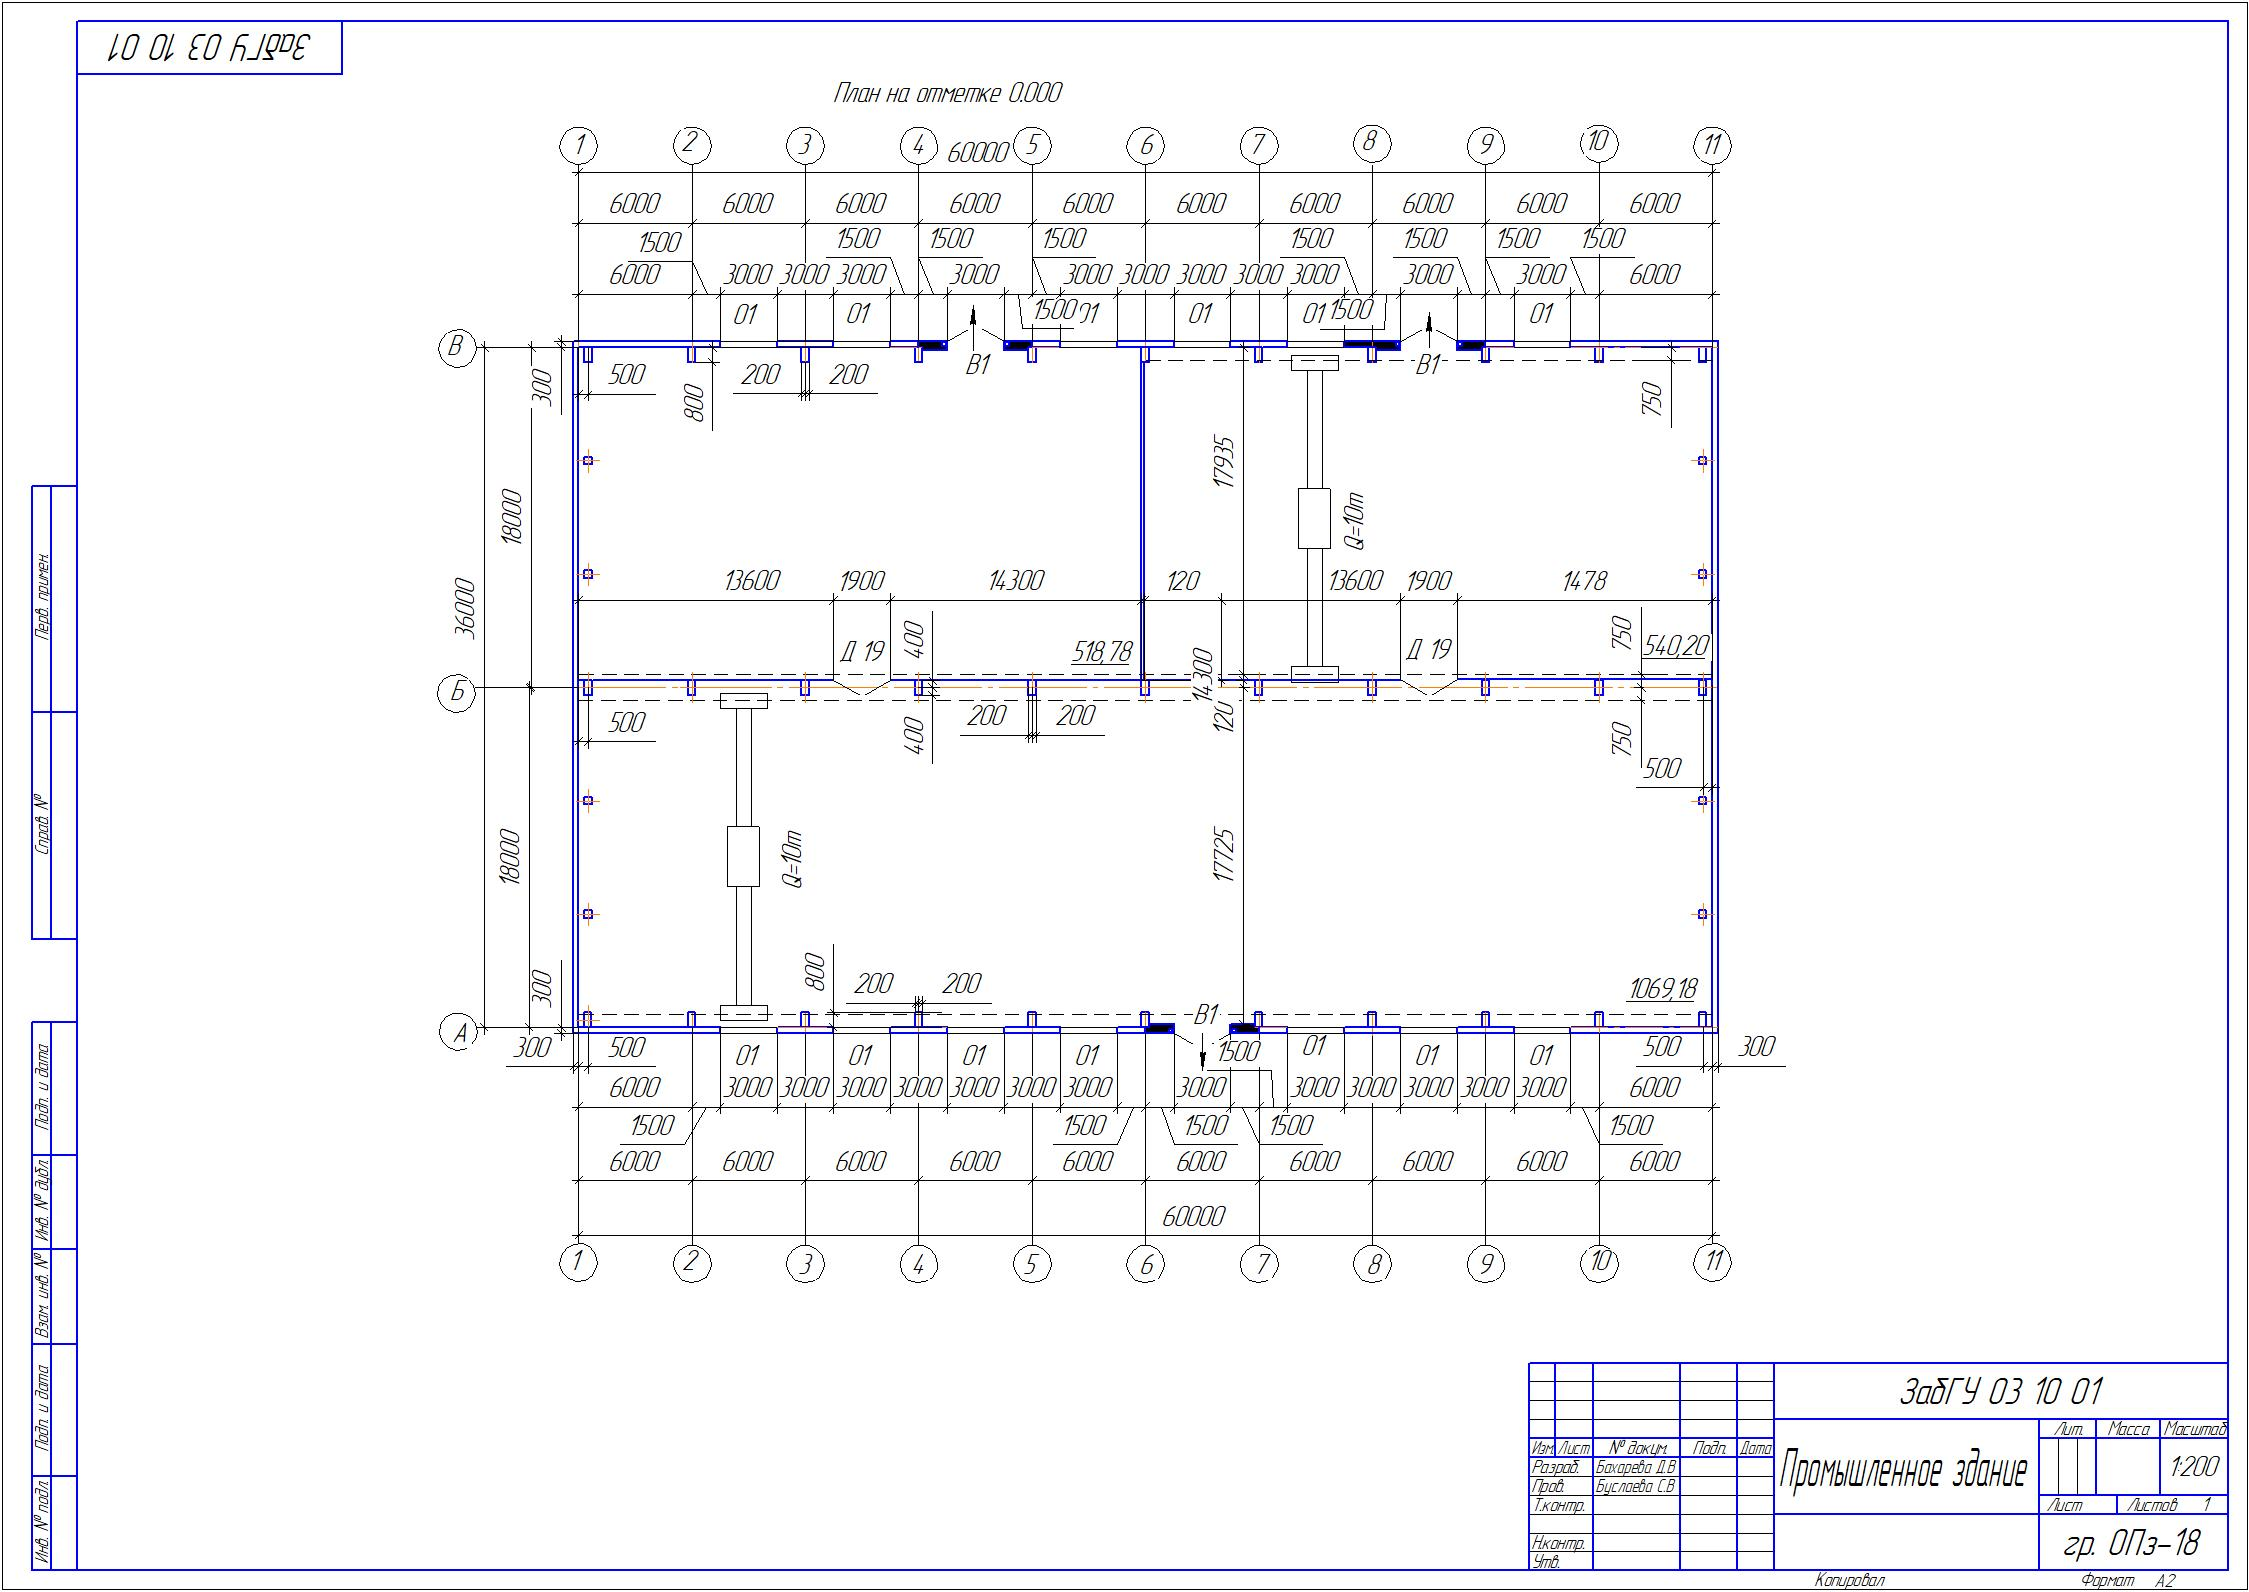 ЗабГУ 03 10 01
План на отметке 0.000
1 2 3 4 5 6 7 8 9 10 11
60000
6000 6000 6000 6000 6000 6000 6000 6000 6000 6000
1500 1500 1500 1500 1500 1500 1500 1500
6000 3000 3000 3000 3000 3000 3000 3000 3000 3000 3000 3000 6000
01 01 1500 01 01 01 1500 01
В
В1 В1
300 500 800 200 200 750
17935
18000
Q=10т
36000
13600 1900 14300 120 13600 1900 1478
Д 19 400 518,78 14300 Д 19 750 540,20
Б
500 400 200 200 120 750
500
Q=10т
17725
18000
300 800 200 200 1069,18
В1
А
300 500 01 01 01 01 1500 01 01 01 500 300
6000 3000 3000 3000 3000 3000 3000 3000 3000 3000 3000 3000 3000 3000 6000
1500 1500 1500 1500 1500
6000 6000 6000 6000 6000 6000 6000 6000 6000 6000
60000
1 2 3 4 5 6 7 8 9 10 11
Перв. примен.
Справ. №
Подп. и дата
Инв. № дубл.
Взам. инв. №
Подп. и дата
Инв. № подл.
ЗабГУ 03 10 01
Лит. Масса Масштаб
Изм. Лист № докум. Подп. Дата
Разраб. Бахарева Д.В
Пров. Буслаева С.В
Т.контр.
Промышленное здание
1:200
Лист Листов 1
Н.контр.
Утв.
гр. ОПз-18
Копировал Формат А2